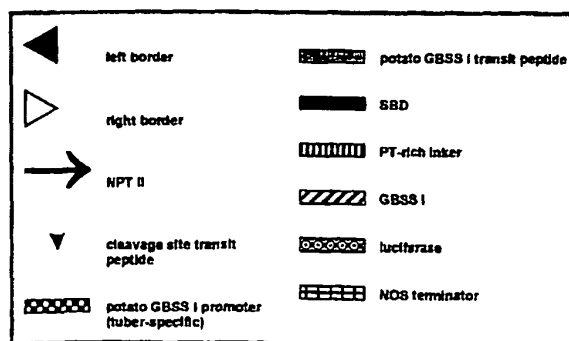 left border
right border
NPT II
cleavage site transit
peptide
potato GBSS I promoter
(tuber-specific)
potato GBSS I transit peptide
SBD
PT-rich linker
GBSS I
luciferase
NOS terminator